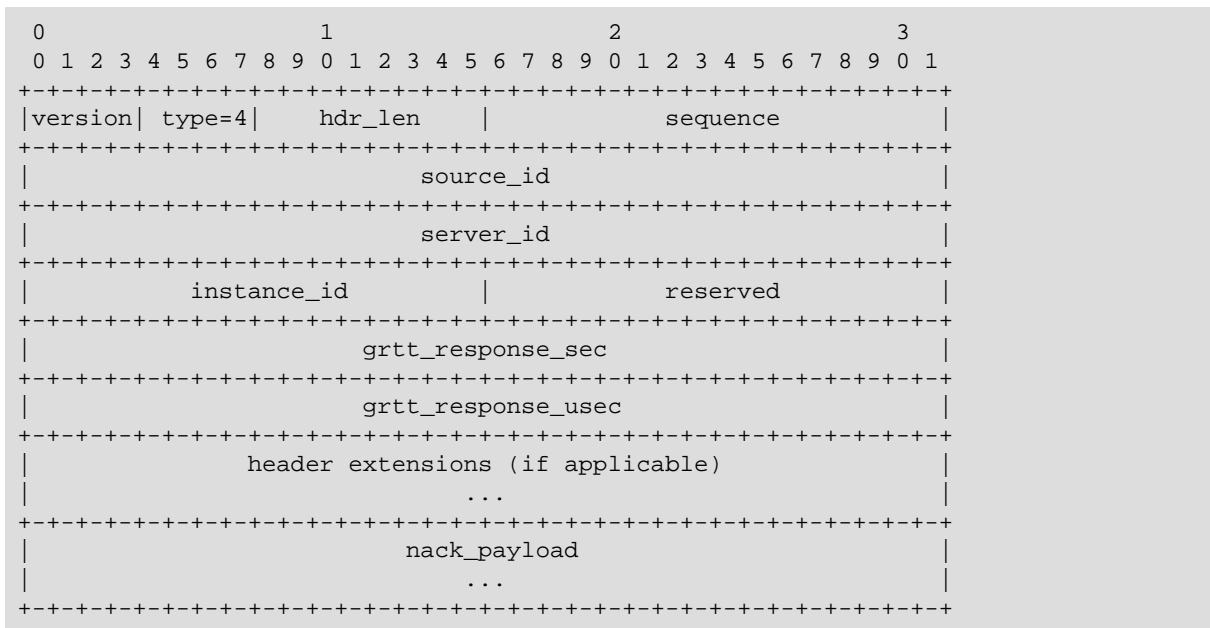 0                   1                   2                   3
 0 1 2 3 4 5 6 7 8 9 0 1 2 3 4 5 6 7 8 9 0 1 2 3 4 5 6 7 8 9 0 1
+-+-+-+-+-+-+-+-+-+-+-+-+-+-+-+-+-+-+-+-+-+-+-+-+-+-+-+-+-+-+-+-+
|version| type=4|    hdr_len    |            sequence           |
+-+-+-+-+-+-+-+-+-+-+-+-+-+-+-+-+-+-+-+-+-+-+-+-+-+-+-+-+-+-+-+-+
|                           source_id                           |
+-+-+-+-+-+-+-+-+-+-+-+-+-+-+-+-+-+-+-+-+-+-+-+-+-+-+-+-+-+-+-+-+
|                           server_id                           |
+-+-+-+-+-+-+-+-+-+-+-+-+-+-+-+-+-+-+-+-+-+-+-+-+-+-+-+-+-+-+-+-+
|           instance_id         |            reserved           |
+-+-+-+-+-+-+-+-+-+-+-+-+-+-+-+-+-+-+-+-+-+-+-+-+-+-+-+-+-+-+-+-+
|                       grtt_response_sec                       |
+-+-+-+-+-+-+-+-+-+-+-+-+-+-+-+-+-+-+-+-+-+-+-+-+-+-+-+-+-+-+-+-+
|                       grtt_response_usec                      |
+-+-+-+-+-+-+-+-+-+-+-+-+-+-+-+-+-+-+-+-+-+-+-+-+-+-+-+-+-+-+-+-+
|               header extensions (if applicable)               |
|                              ...                              |
+-+-+-+-+-+-+-+-+-+-+-+-+-+-+-+-+-+-+-+-+-+-+-+-+-+-+-+-+-+-+-+-+
|                          nack_payload                         |
|                              ...                              |
+-+-+-+-+-+-+-+-+-+-+-+-+-+-+-+-+-+-+-+-+-+-+-+-+-+-+-+-+-+-+-+-+